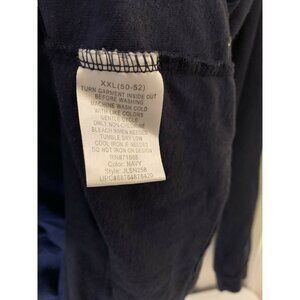 XXL(50-52)
TURN GARMENT INSIDE OUT
BEFORE WASHING
MACHINE WASH COLD
WITH LIKE COLORS
GENTLE CYCLE
ONLY NON-CHLORINE
BLEACH WHEN NEEDED
TUMBLE DRY LOW
COOL IRON IF NEEDED
DO NOT IRON ON DESIGN
Color: NAVY